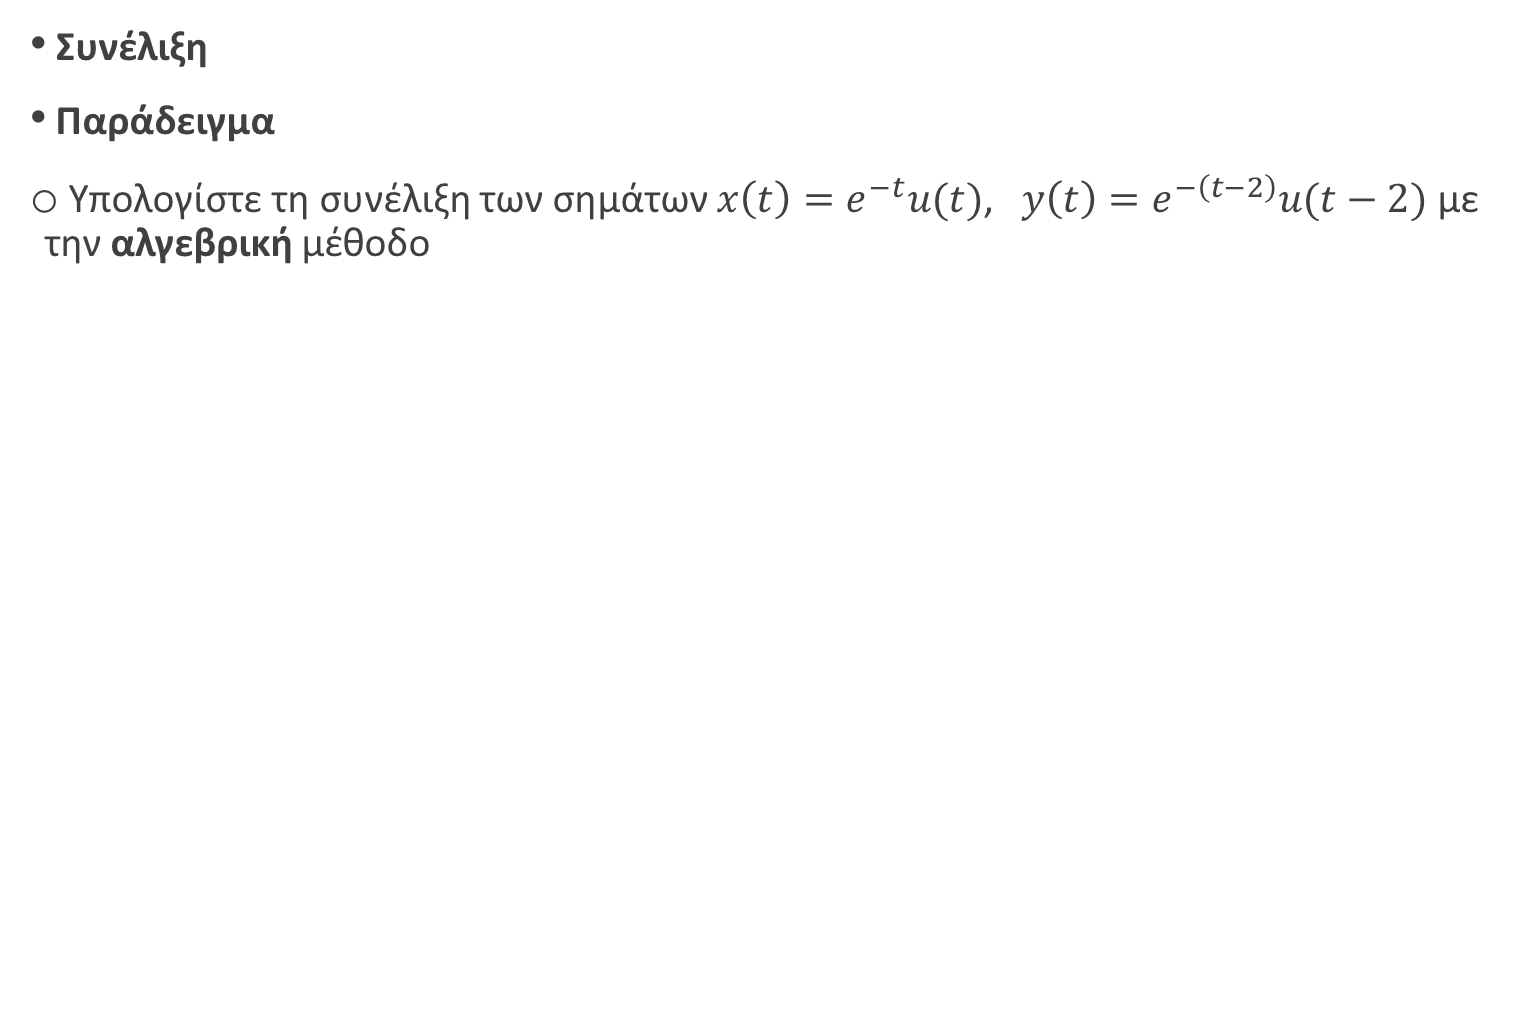 • Συνέλιξη
• Παράδειγμα
○ Υπολογίστε τη συνέλιξη των σημάτων 𝑥(𝑡) = 𝑒^{−𝑡}𝑢(𝑡), 𝑦(𝑡) = 𝑒^{−(𝑡−2)}𝑢(𝑡 − 2) με
την αλγεβρική μέθοδο